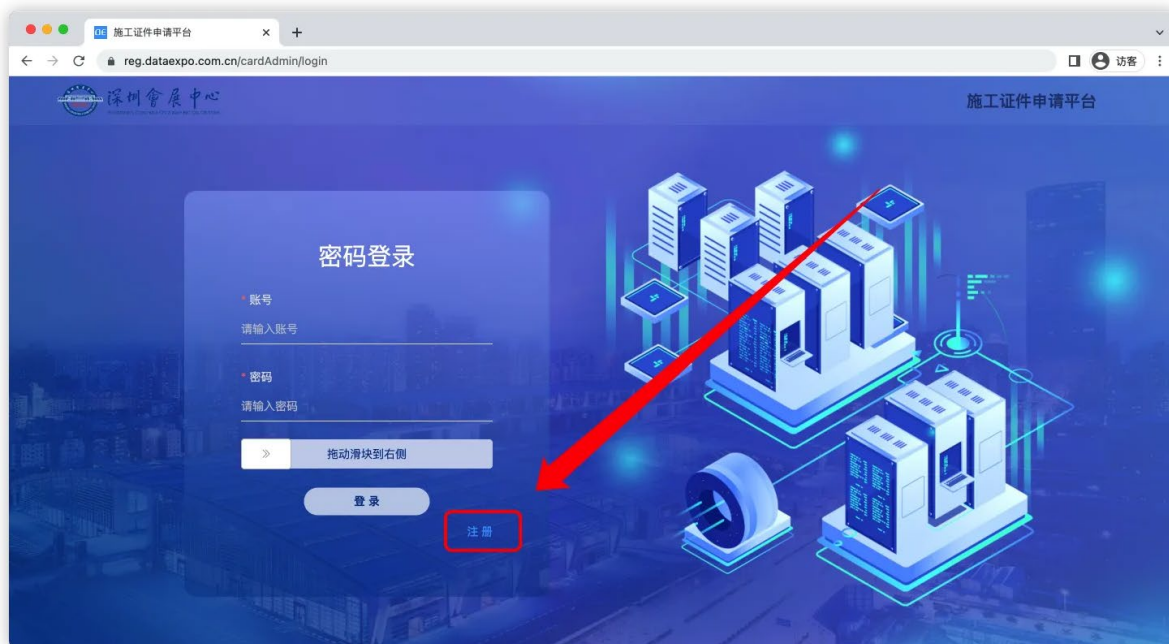 施工证件申请平台
reg.dataexpo.com.cn/cardAdmin/login
访客
深圳會展中心
施工证件申请平台
密码登录
* 账号
请输入账号
* 密码
请输入密码
拖动滑块到右侧
登 录
注 册